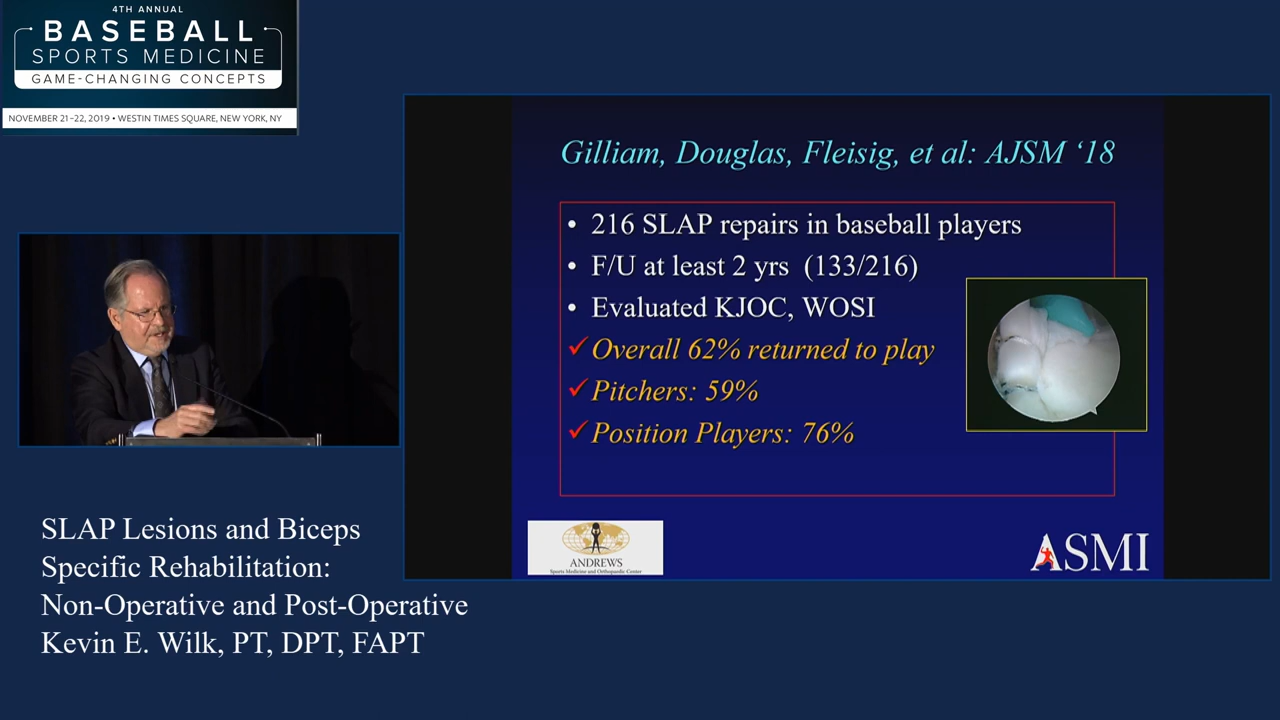 4TH ANNUAL
BASEBALL
SPORTS MEDICINE
GAME-CHANGING CONCEPTS
NOVEMBER 21-22, 2019 • WESTIN TIMES SQUARE, NEW YORK, NY
Gilliam, Douglas, Fleisig, et al: AJSM ‘18
• 216 SLAP repairs in baseball players
• F/U at least 2 yrs (133/216)
• Evaluated KJOC, WOSI
✓ Overall 62% returned to play
✓ Pitchers: 59%
✓ Position Players: 76%
ANDREWS
Sports Medicine and Orthopaedic Center
ASMI
SLAP Lesions and Biceps
Specific Rehabilitation:
Non-Operative and Post-Operative
Kevin E. Wilk, PT, DPT, FAPT